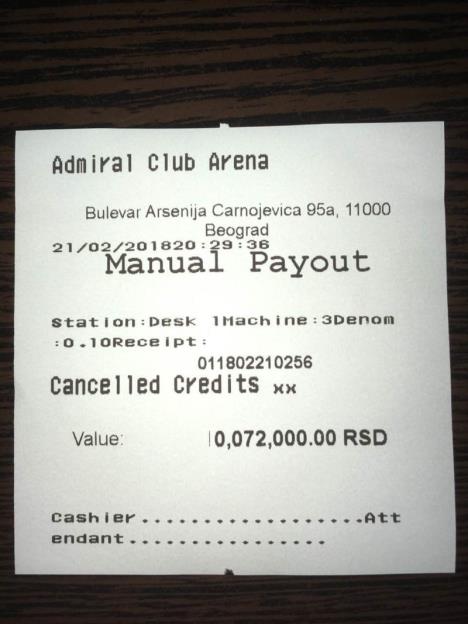 Admiral Club Arena
Bulevar Arsenija Carnojevica 95a, 11000
Beograd
21/02/201820:29:36
Manual Payout
Station:Desk 1Machine:3Denom
:0.10Receipt:
011802210256
Cancelled Credits xx
Value: 0,072,000.00 RSD
Cashier...................Att
endant.................